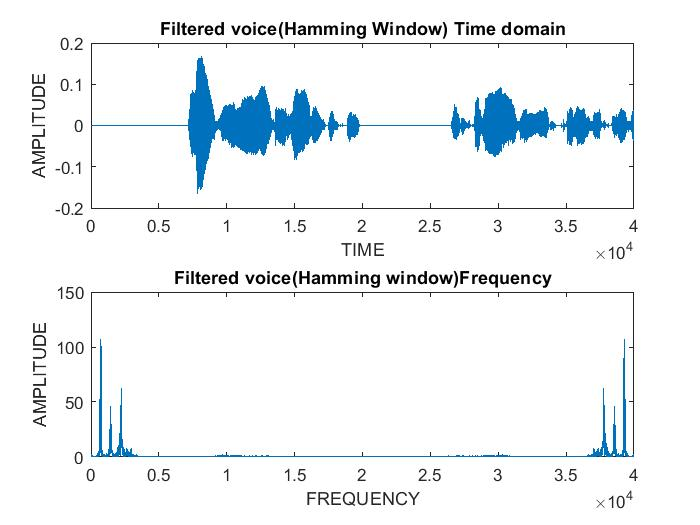 Filtered voice(Hamming Window) Time domain
0.2
0.1
0
-0.1
-0.2
AMPLITUDE
0 0.5 1 1.5 2 2.5 3 3.5 4
TIME
×10^4
Filtered voice(Hamming window)Frequency
150
100
50
0
AMPLITUDE
0 0.5 1 1.5 2 2.5 3 3.5 4
FREQUENCY
×10^4